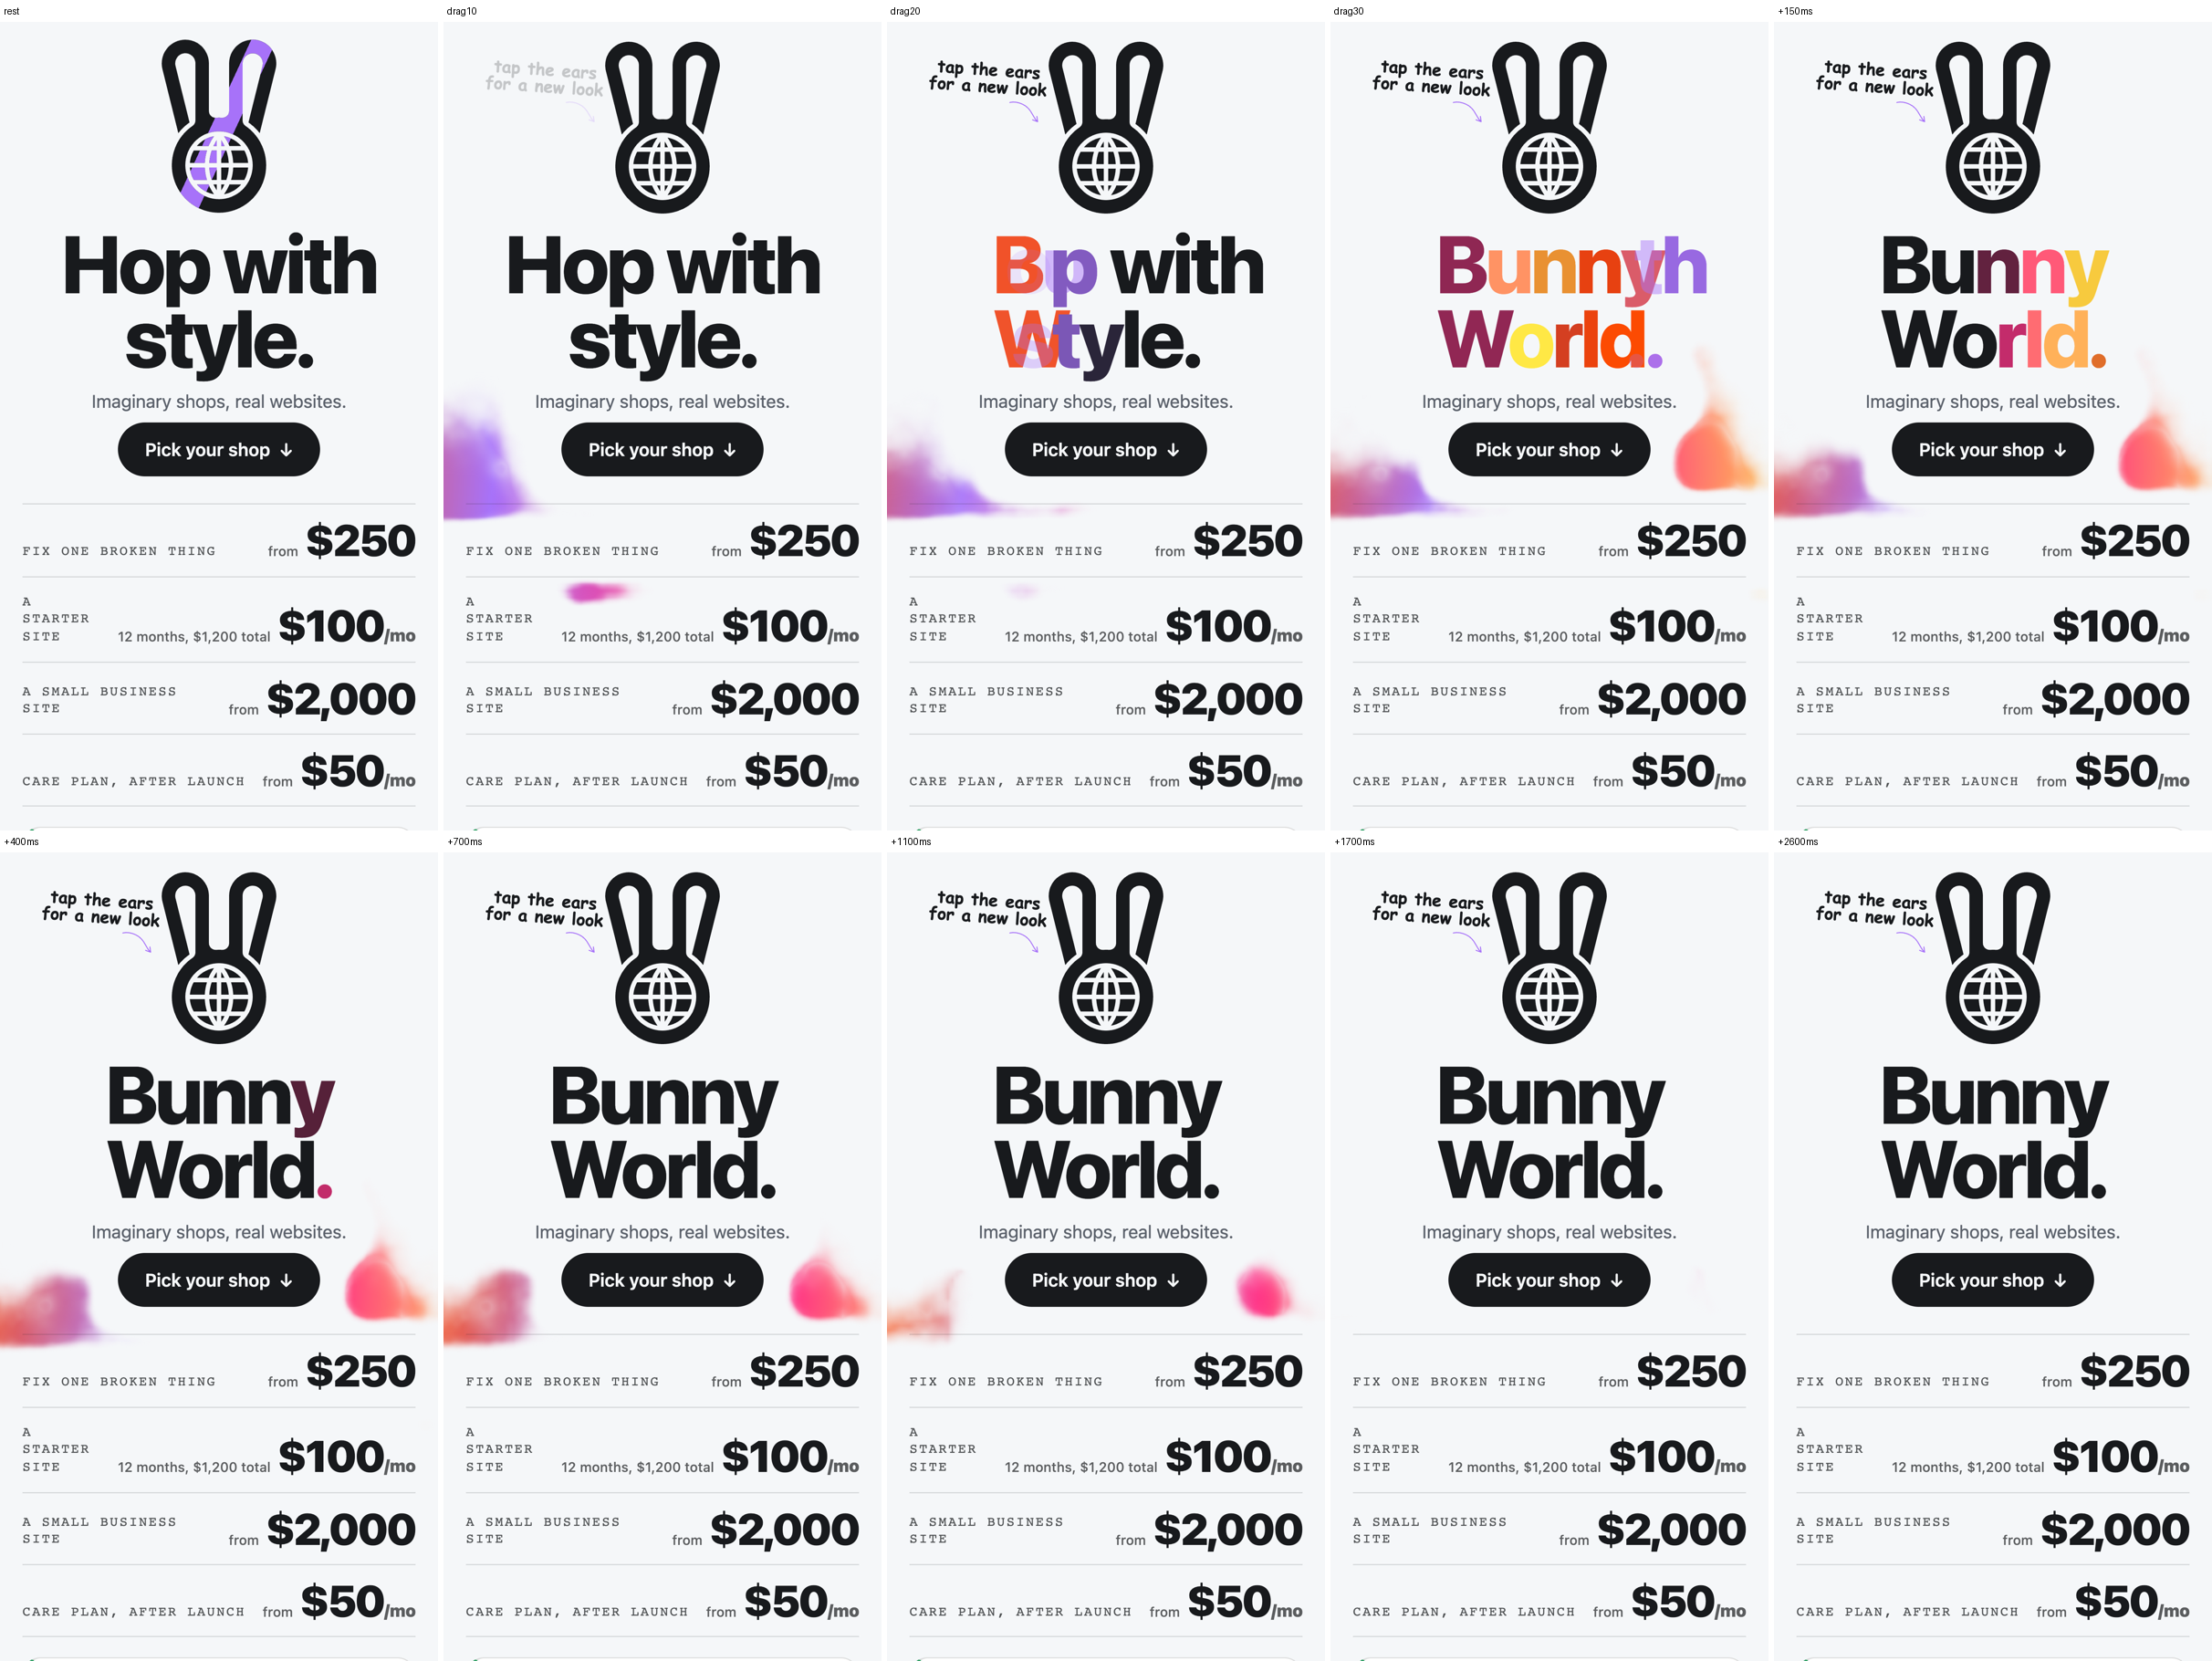 rest
Hop with
style.
Imaginary shops, real websites.
Pick your shop ↓
FIX ONE BROKEN THING from $250
A STARTER SITE 12 months, $1,200 total $100/mo
A SMALL BUSINESS SITE from $2,000
CARE PLAN, AFTER LAUNCH from $50/mo
drag10
tap the ears
for a new look
Hop with
style.
Imaginary shops, real websites.
Pick your shop ↓
FIX ONE BROKEN THING from $250
A STARTER SITE 12 months, $1,200 total $100/mo
A SMALL BUSINESS SITE from $2,000
CARE PLAN, AFTER LAUNCH from $50/mo
drag20
tap the ears
for a new look
Bp with
Wtyle.
Imaginary shops, real websites.
Pick your shop ↓
FIX ONE BROKEN THING from $250
A STARTER SITE 12 months, $1,200 total $100/mo
A SMALL BUSINESS SITE from $2,000
CARE PLAN, AFTER LAUNCH from $50/mo
drag30
tap the ears
for a new look
Bunnyth
World.
Imaginary shops, real websites.
Pick your shop ↓
FIX ONE BROKEN THING from $250
A STARTER SITE 12 months, $1,200 total $100/mo
A SMALL BUSINESS SITE from $2,000
CARE PLAN, AFTER LAUNCH from $50/mo
+150ms
tap the ears
for a new look
Bunny
World.
Imaginary shops, real websites.
Pick your shop ↓
FIX ONE BROKEN THING from $250
A STARTER SITE 12 months, $1,200 total $100/mo
A SMALL BUSINESS SITE from $2,000
CARE PLAN, AFTER LAUNCH from $50/mo
+400ms
tap the ears
for a new look
Bunny
World.
Imaginary shops, real websites.
Pick your shop ↓
FIX ONE BROKEN THING from $250
A STARTER SITE 12 months, $1,200 total $100/mo
A SMALL BUSINESS SITE from $2,000
CARE PLAN, AFTER LAUNCH from $50/mo
+700ms
tap the ears
for a new look
Bunny
World.
Imaginary shops, real websites.
Pick your shop ↓
FIX ONE BROKEN THING from $250
A STARTER SITE 12 months, $1,200 total $100/mo
A SMALL BUSINESS SITE from $2,000
CARE PLAN, AFTER LAUNCH from $50/mo
+1100ms
tap the ears
for a new look
Bunny
World.
Imaginary shops, real websites.
Pick your shop ↓
FIX ONE BROKEN THING from $250
A STARTER SITE 12 months, $1,200 total $100/mo
A SMALL BUSINESS SITE from $2,000
CARE PLAN, AFTER LAUNCH from $50/mo
+1700ms
tap the ears
for a new look
Bunny
World.
Imaginary shops, real websites.
Pick your shop ↓
FIX ONE BROKEN THING from $250
A STARTER SITE 12 months, $1,200 total $100/mo
A SMALL BUSINESS SITE from $2,000
CARE PLAN, AFTER LAUNCH from $50/mo
+2600ms
tap the ears
for a new look
Bunny
World.
Imaginary shops, real websites.
Pick your shop ↓
FIX ONE BROKEN THING from $250
A STARTER SITE 12 months, $1,200 total $100/mo
A SMALL BUSINESS SITE from $2,000
CARE PLAN, AFTER LAUNCH from $50/mo